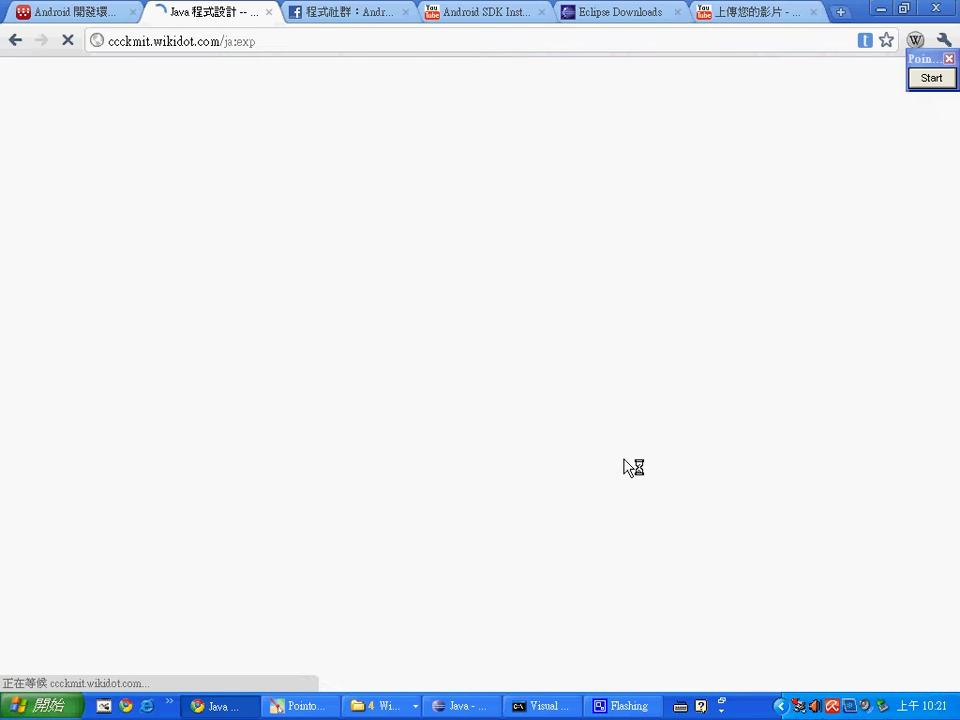 Android 開發環...
Java 程式設計 -- ...
程式社群：Andr...
Android SDK Inst...
Eclipse Downloads
上傳您的影片 - ...
ccckmit.wikidot.com/ja:exp
Poin...
Start
正在等候 ccckmit.wikidot.com...
開始
Java ...
Pointo...
4 Wi...
Java - ...
Visual ...
Flashing
上午 10:21